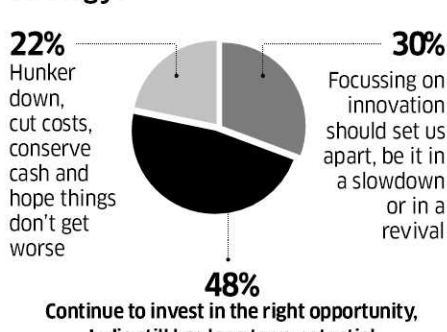 22%
Hunker
down,
cut costs,
conserve
cash and
hope things
don't get
worse
30%
Focussing on
innovation
should set us
apart, be it in
a slowdown
or in a
revival
48%
Continue to invest in the right opportunity,